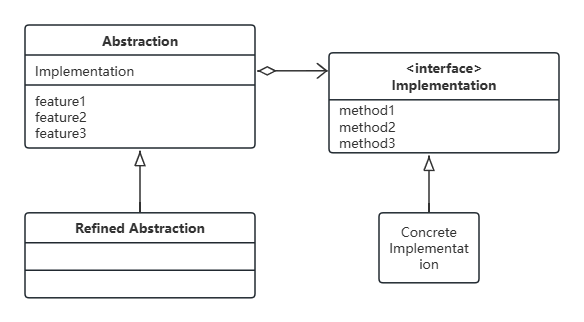 Abstraction
Implementation
feature1
feature2
feature3
<interface>
Implementation
method1
method2
method3
Refined Abstraction
Concrete
Implementat
ion